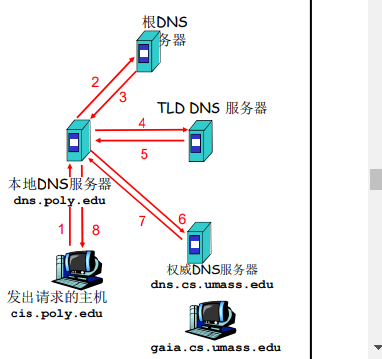 根DNS
务器
2
3
TLD DNS 服务器
4
5
本地DNS服务器
dns.poly.edu
6
7
1
8
权威DNS服务器
dns.cs.umass.edu
发出请求的主机
cis.poly.edu
gaia.cs.umass.edu